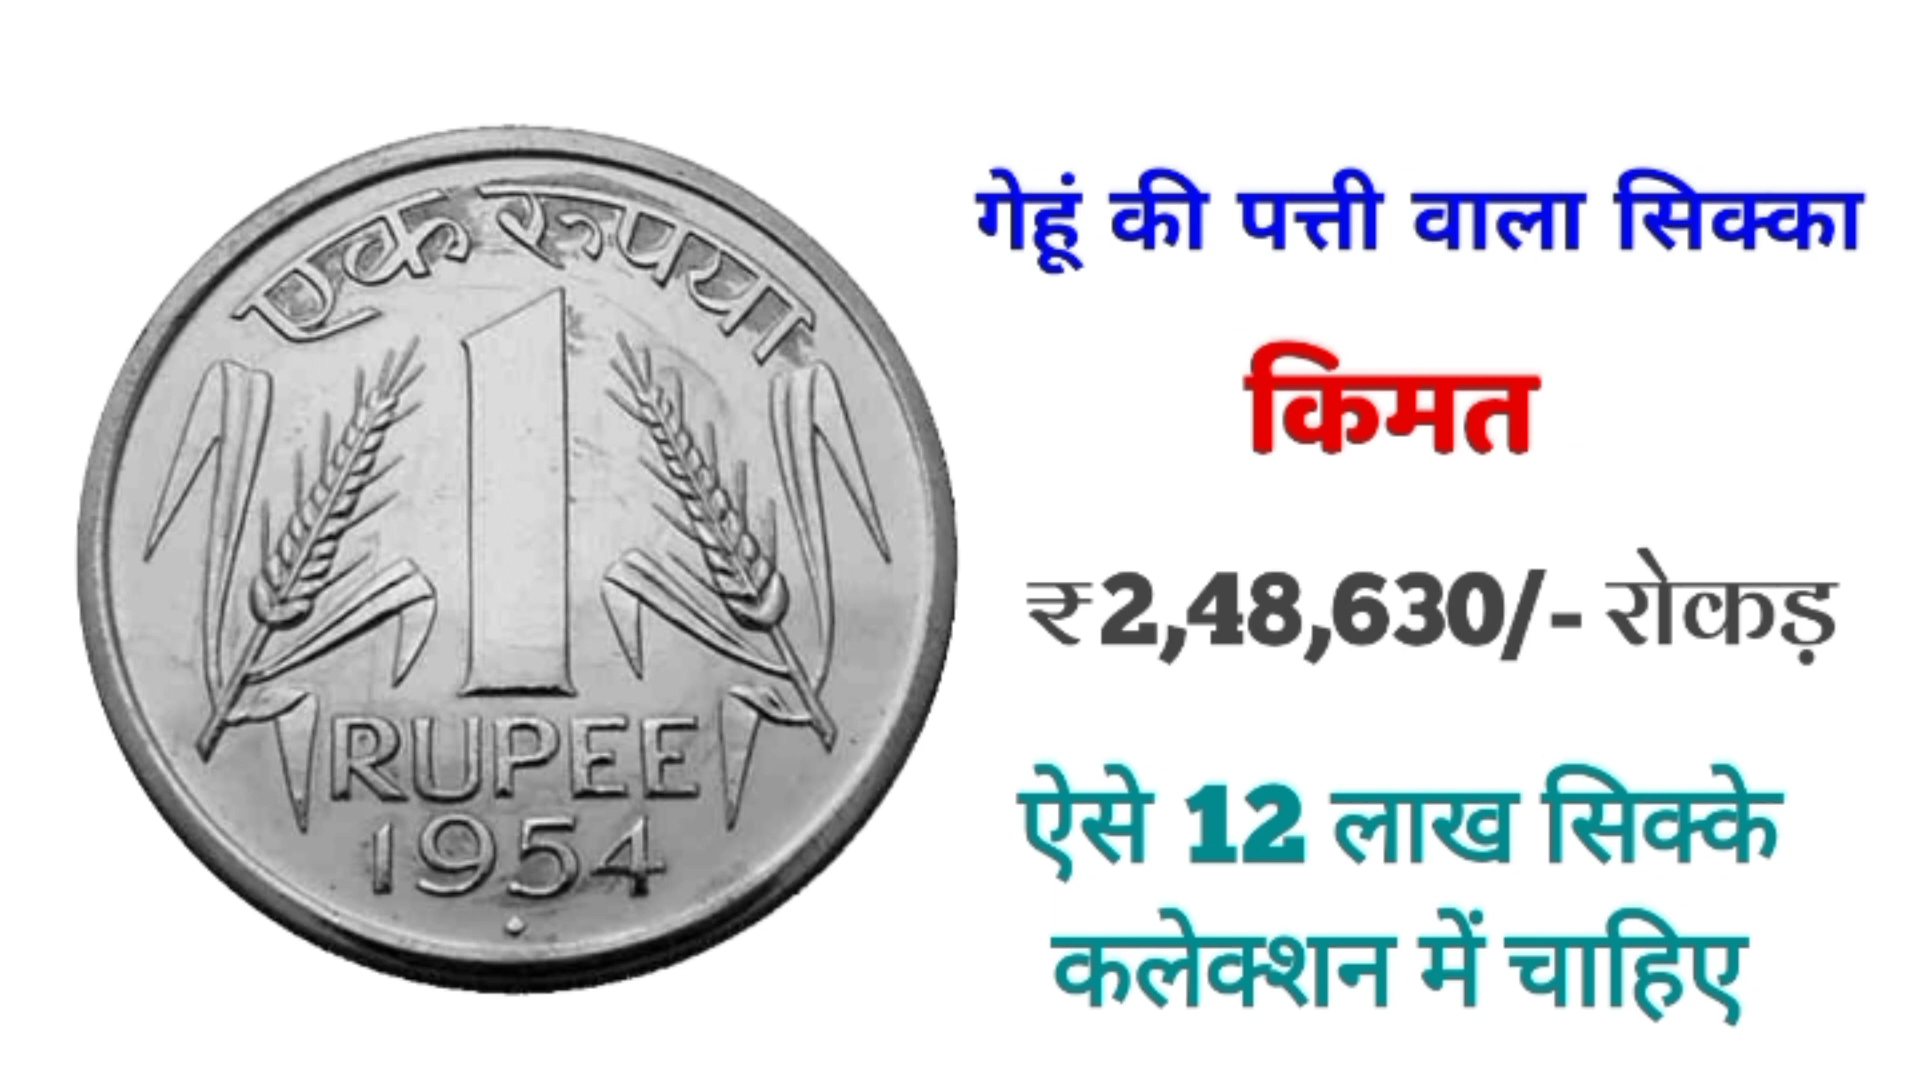 एक रूपया
1
RUPEE
1954
गेहूं की पत्ती वाला सिक्का
किमत
₹2,48,630/- रोकड़
ऐसे 12 लाख सिक्के
कलेक्शन में चाहिए